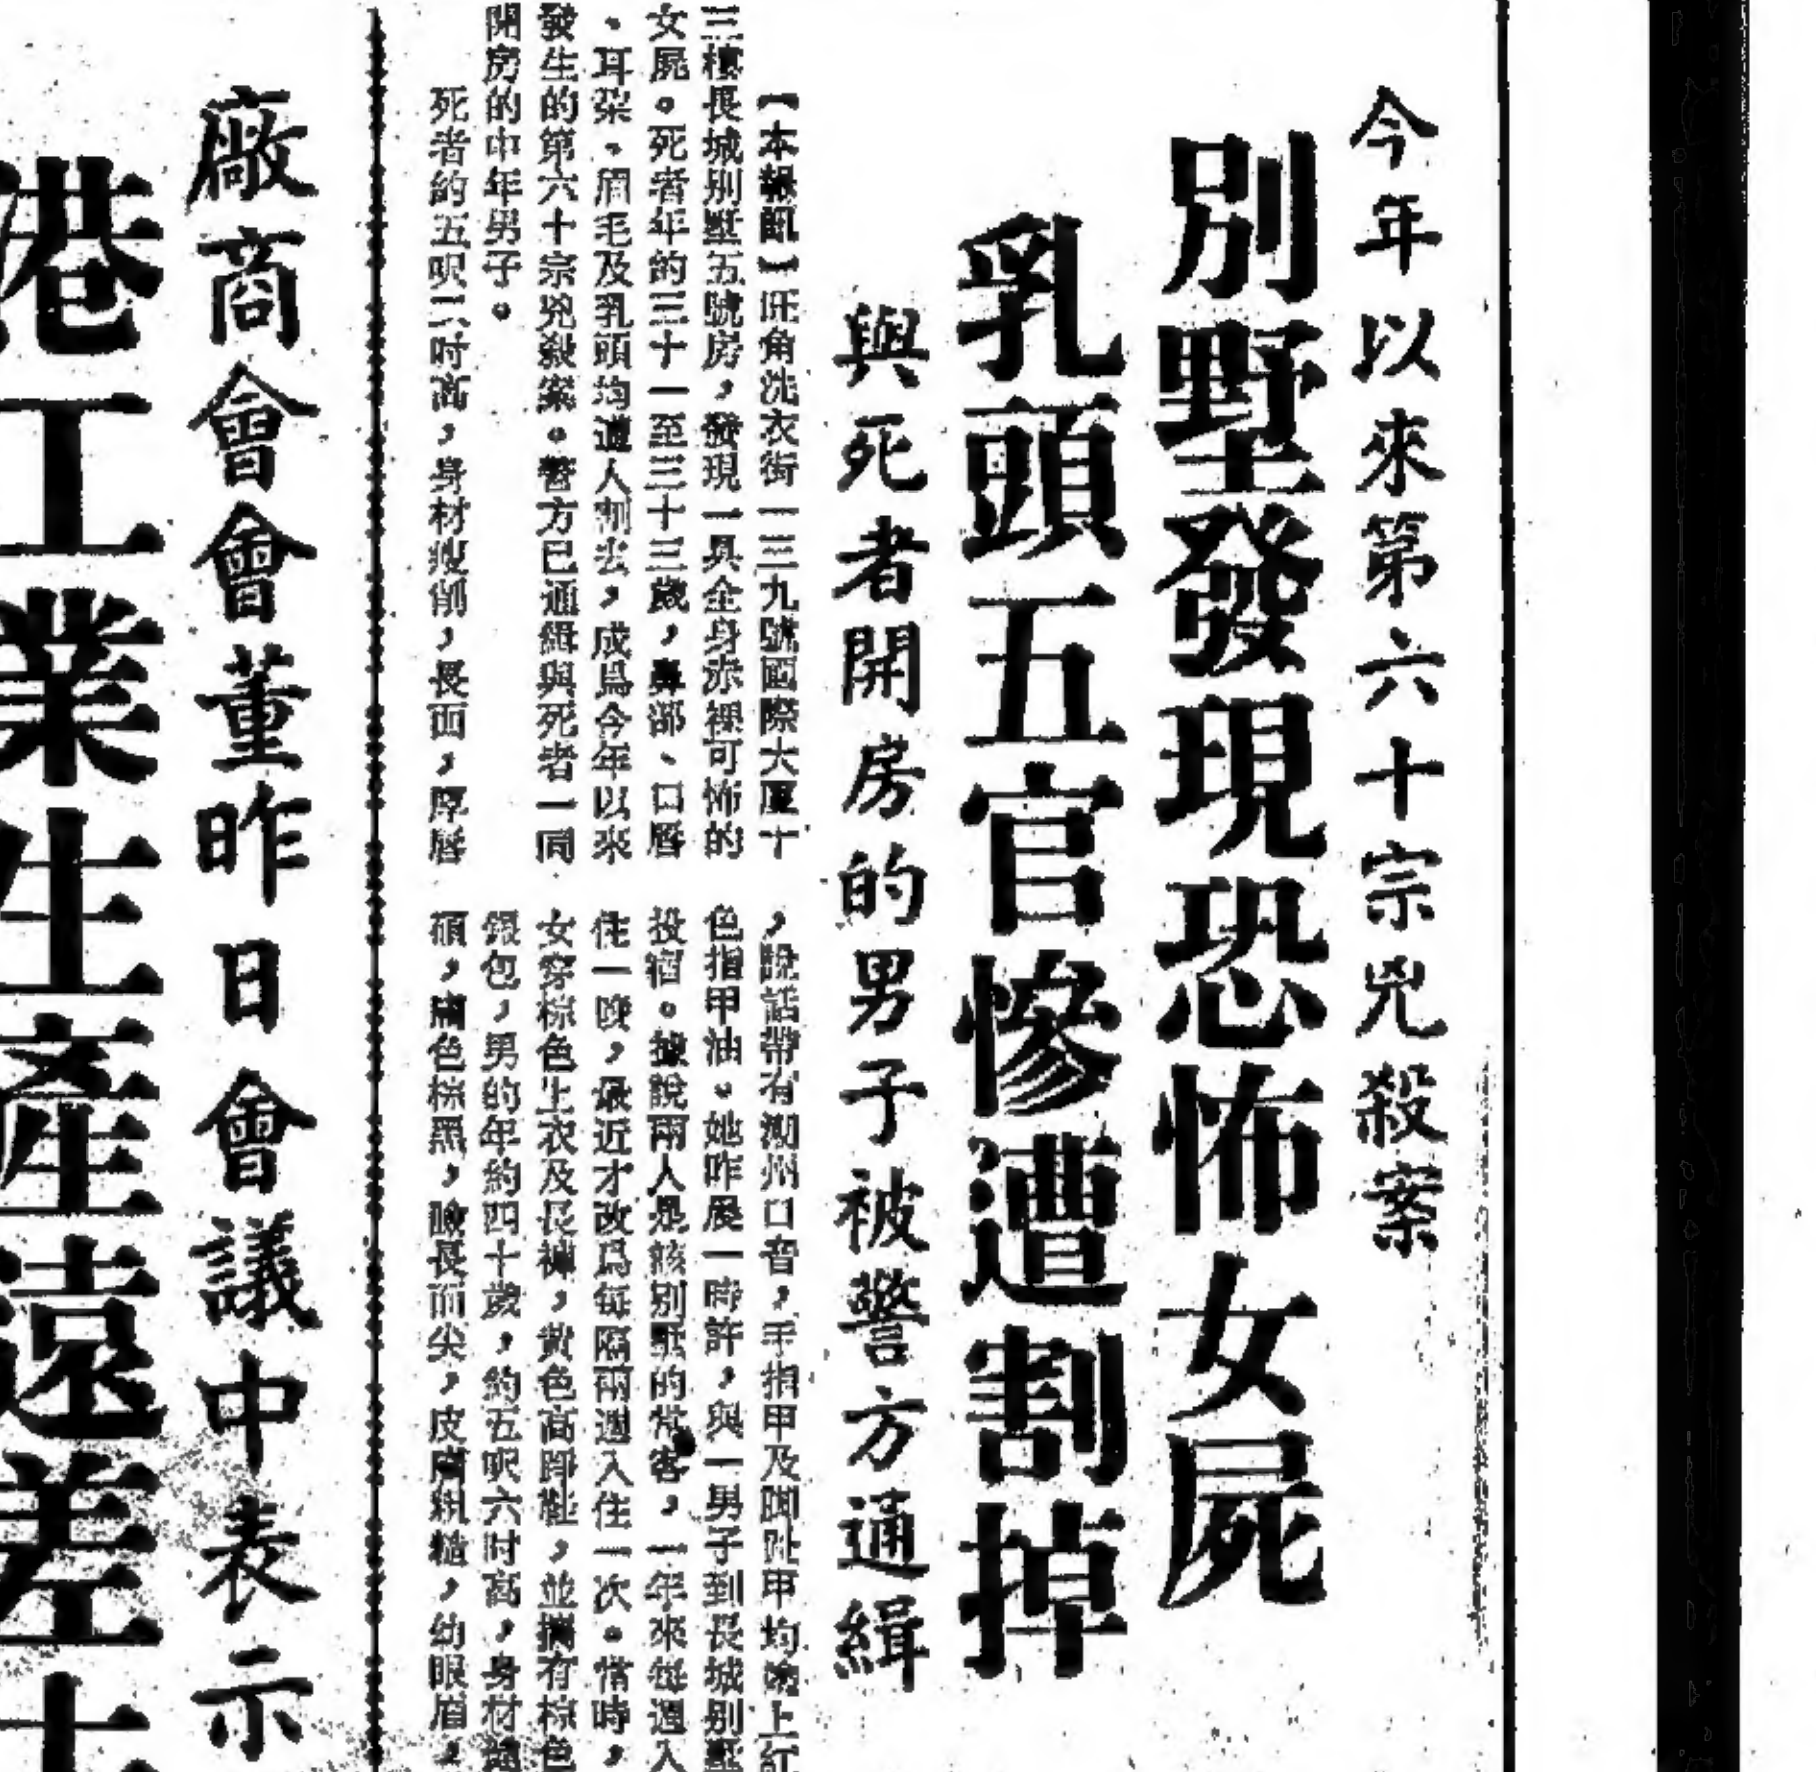 今年以來第六十宗兇殺案
別墅發現恐怖女屍
乳頭五官慘遭割掉
與死者開房的男子被警方通緝
【本報訊】旺角洗衣街一三九號國際大厦十
三樓長城別墅五號房，發現一具全身赤裸可怖的
女屍。死者年約三十一至三十三歲，鼻部、口唇
、耳朶、眉毛及乳頭均遭人割去，成爲今年以來
發生的第六十宗兇殺案。警方已通緝與死者一同
開房的中年男子。
死者約五呎二吋高，身材瘦削，長面，厚唇
，說話帶有潮州口音，手指甲及脚趾甲均塗上紅
色指甲油。她昨晨一時許，與一男子到長城別墅
投宿。據說兩人是該別墅的常客，一年來每週入
住一晚，最近才改爲每隔兩週入住一次。當時，
女穿棕色上衣及長褲，黃色高踭鞋，並攜有棕色
銀包，男的年約四十歲，約五呎六吋高，身材
碩，膚色棕黑，臉長而尖，皮膚粗糙，幼眼眉，
廠商會會董昨日會議中表示
港工業生產遠差